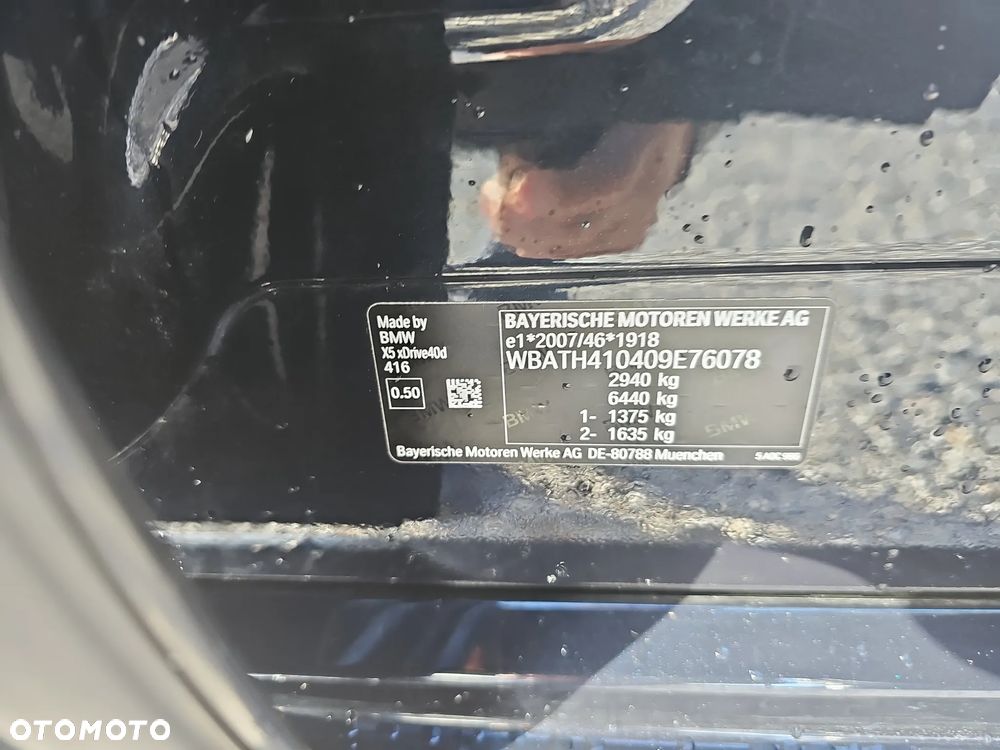 Made by
BMW
X5 xDrive40d
416
0.50
BAYERISCHE MOTOREN WERKE AG
e1*2007/46*1918
WBATH410409E76078
2940 kg
6440 kg
1- 1375 kg
2- 1635 kg
Bayerische Motoren Werke AG DE-80788 Muenchen
BMW
OTOMOTO